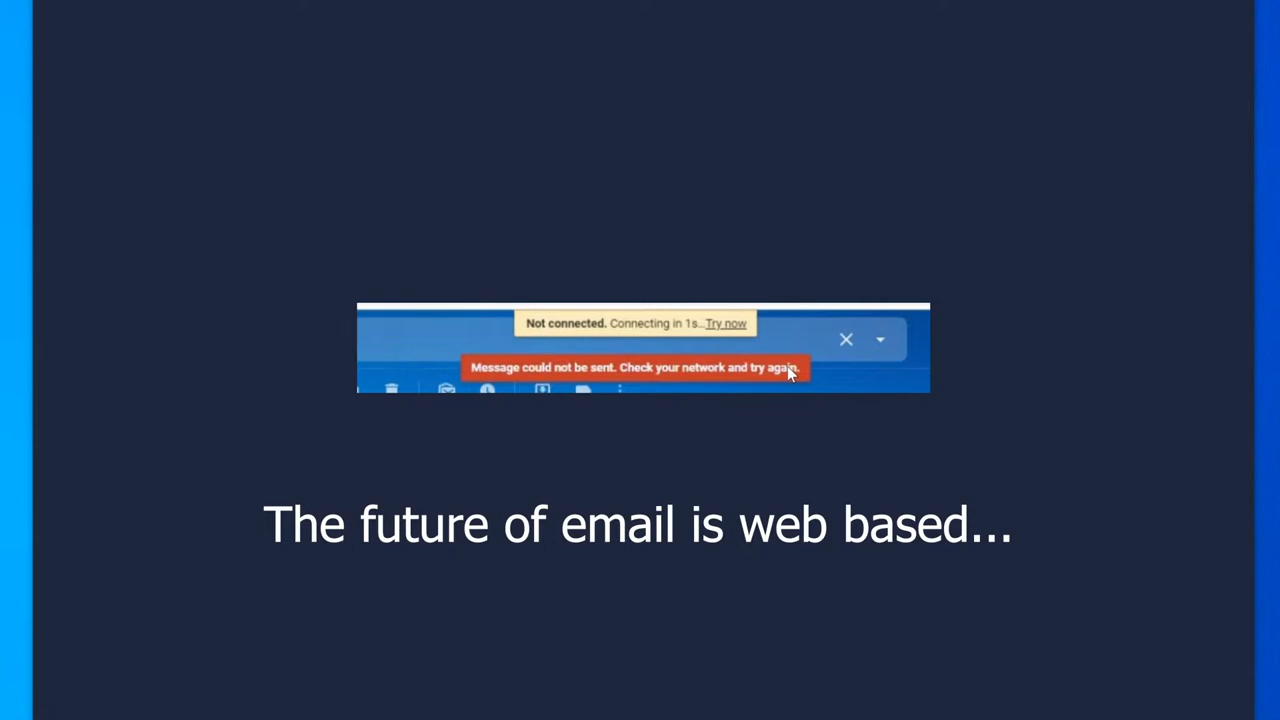 Not connected. Connecting in 1s...Try now
Message could not be sent. Check your network and try again.
The future of email is web based...